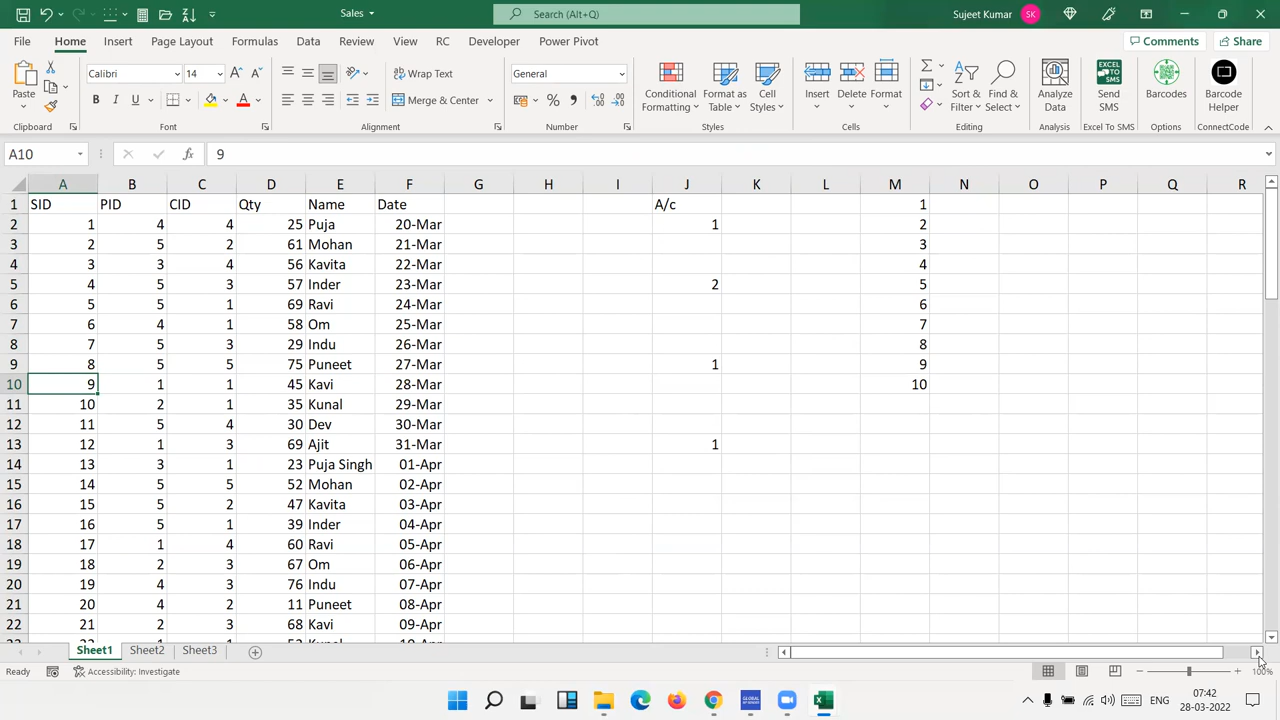 Sales
Search (Alt+Q)
Sujeet Kumar
SK
File Home Insert Page Layout Formulas Data Review View RC Developer Power Pivot
Comments Share
Paste
Calibri 14
Wrap Text
General
Conditional Formatting
Format as Table
Cell Styles
Insert
Delete
Format
Sort & Filter
Find & Select
Analyze Data
Send SMS
Barcodes
Barcode Helper
EXCEL TO SMS
B I U
A
Merge & Center
%
Clipboard Font Alignment Number Styles Cells Editing Analysis Excel To SMS Options ConnectCode
A10 fx 9
A B C D E F G H I J K L M N O P Q R
1 SID PID CID Qty Name Date A/c 1
2 1 4 4 25 Puja 20-Mar 1 2
3 2 5 2 61 Mohan 21-Mar 3
4 3 3 4 56 Kavita 22-Mar 4
5 4 5 3 57 Inder 23-Mar 2 5
6 5 5 1 69 Ravi 24-Mar 6
7 6 4 1 58 Om 25-Mar 7
8 7 5 3 29 Indu 26-Mar 8
9 8 5 5 75 Puneet 27-Mar 1 9
10 9 1 1 45 Kavi 28-Mar 10
11 10 2 1 35 Kunal 29-Mar
12 11 5 4 30 Dev 30-Mar
13 12 1 3 69 Ajit 31-Mar 1
14 13 3 1 23 Puja Singh 01-Apr
15 14 5 5 52 Mohan 02-Apr
16 15 5 2 47 Kavita 03-Apr
17 16 5 1 39 Inder 04-Apr
18 17 1 4 60 Ravi 05-Apr
19 18 2 3 67 Om 06-Apr
20 19 4 3 76 Indu 07-Apr
21 20 4 2 11 Puneet 08-Apr
22 21 2 3 68 Kavi 09-Apr
Sheet1 Sheet2 Sheet3
Ready Accessibility: Investigate 100%
ENG
07:42
28-03-2022